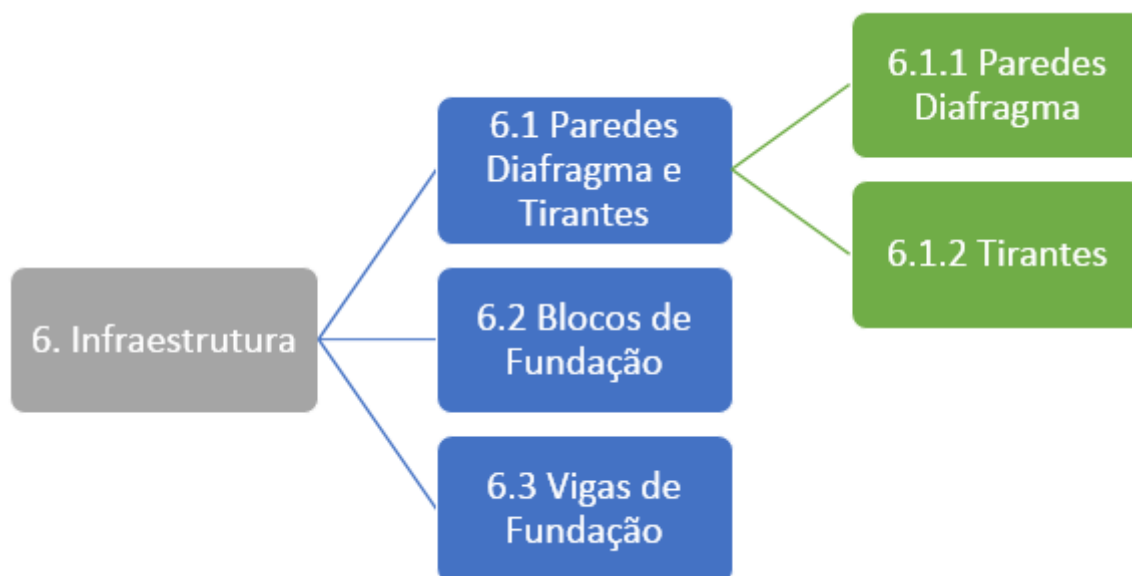 6. Infraestrutura
6.1 Paredes
Diafragma e
Tirantes
6.1.1 Paredes
Diafragma
6.1.2 Tirantes
6.2 Blocos de
Fundação
6.3 Vigas de
Fundação